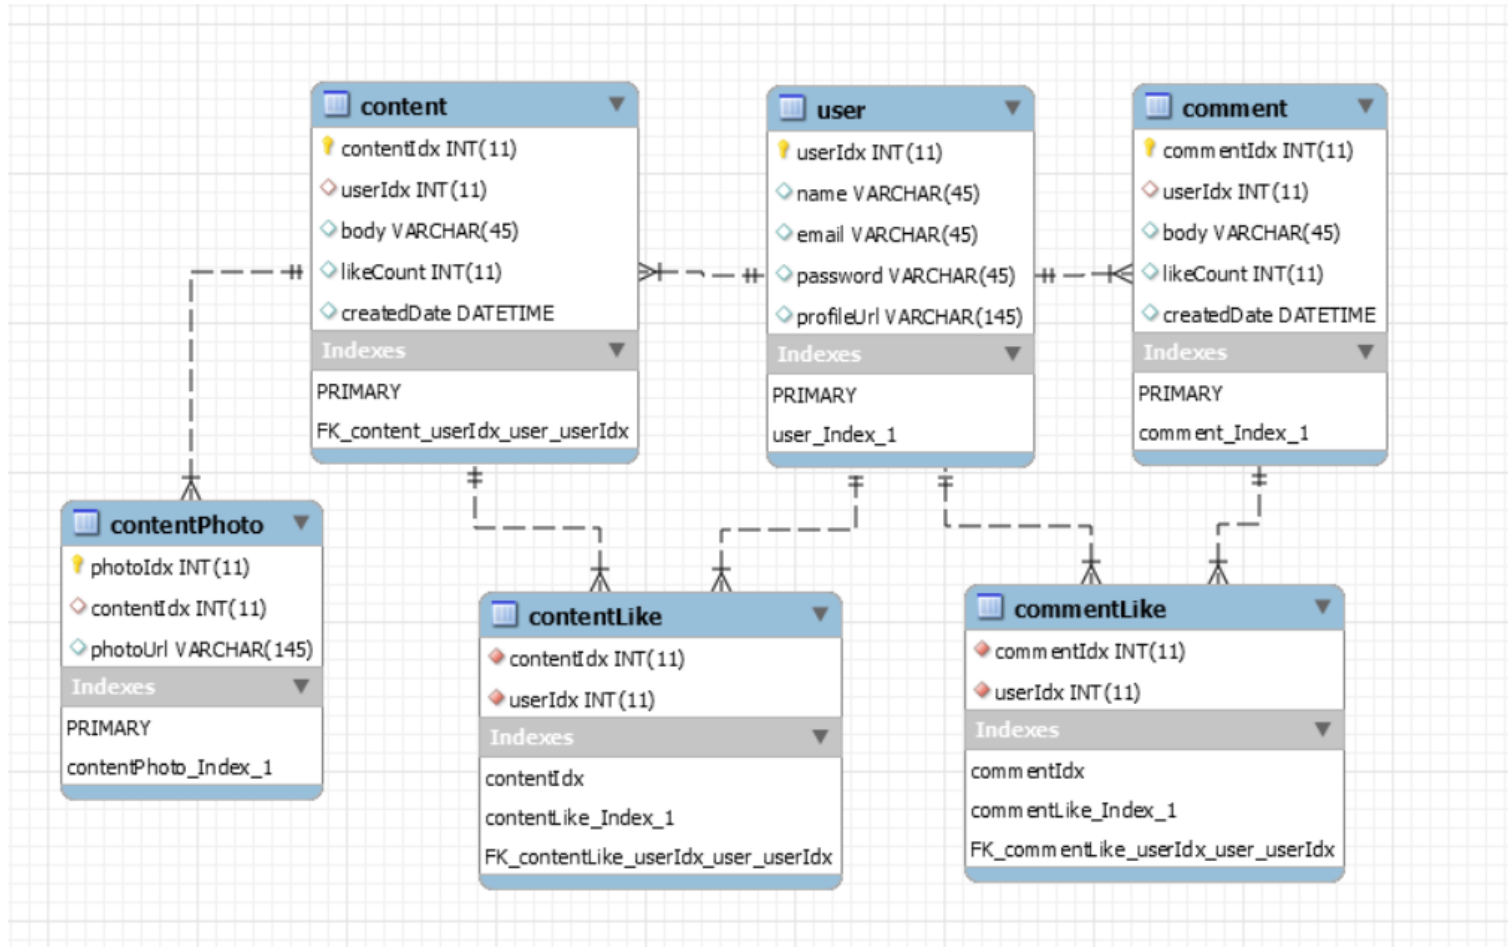 content
contentIdx INT(11)
userIdx INT(11)
body VARCHAR(45)
likeCount INT(11)
createdDate DATETIME
Indexes
PRIMARY
FK_content_userIdx_user_userIdx
user
userIdx INT(11)
name VARCHAR(45)
email VARCHAR(45)
password VARCHAR(45)
profileUrl VARCHAR(145)
Indexes
PRIMARY
user_Index_1
comment
commentIdx INT(11)
userIdx INT(11)
body VARCHAR(45)
likeCount INT(11)
createdDate DATETIME
Indexes
PRIMARY
comment_Index_1
contentPhoto
photoIdx INT(11)
contentIdx INT(11)
photoUrl VARCHAR(145)
Indexes
PRIMARY
contentPhoto_Index_1
contentLike
contentIdx INT(11)
userIdx INT(11)
Indexes
contentIdx
contentLike_Index_1
FK_contentLike_userIdx_user_userIdx
commentLike
commentIdx INT(11)
userIdx INT(11)
Indexes
commentIdx
commentLike_Index_1
FK_commentLike_userIdx_user_userIdx